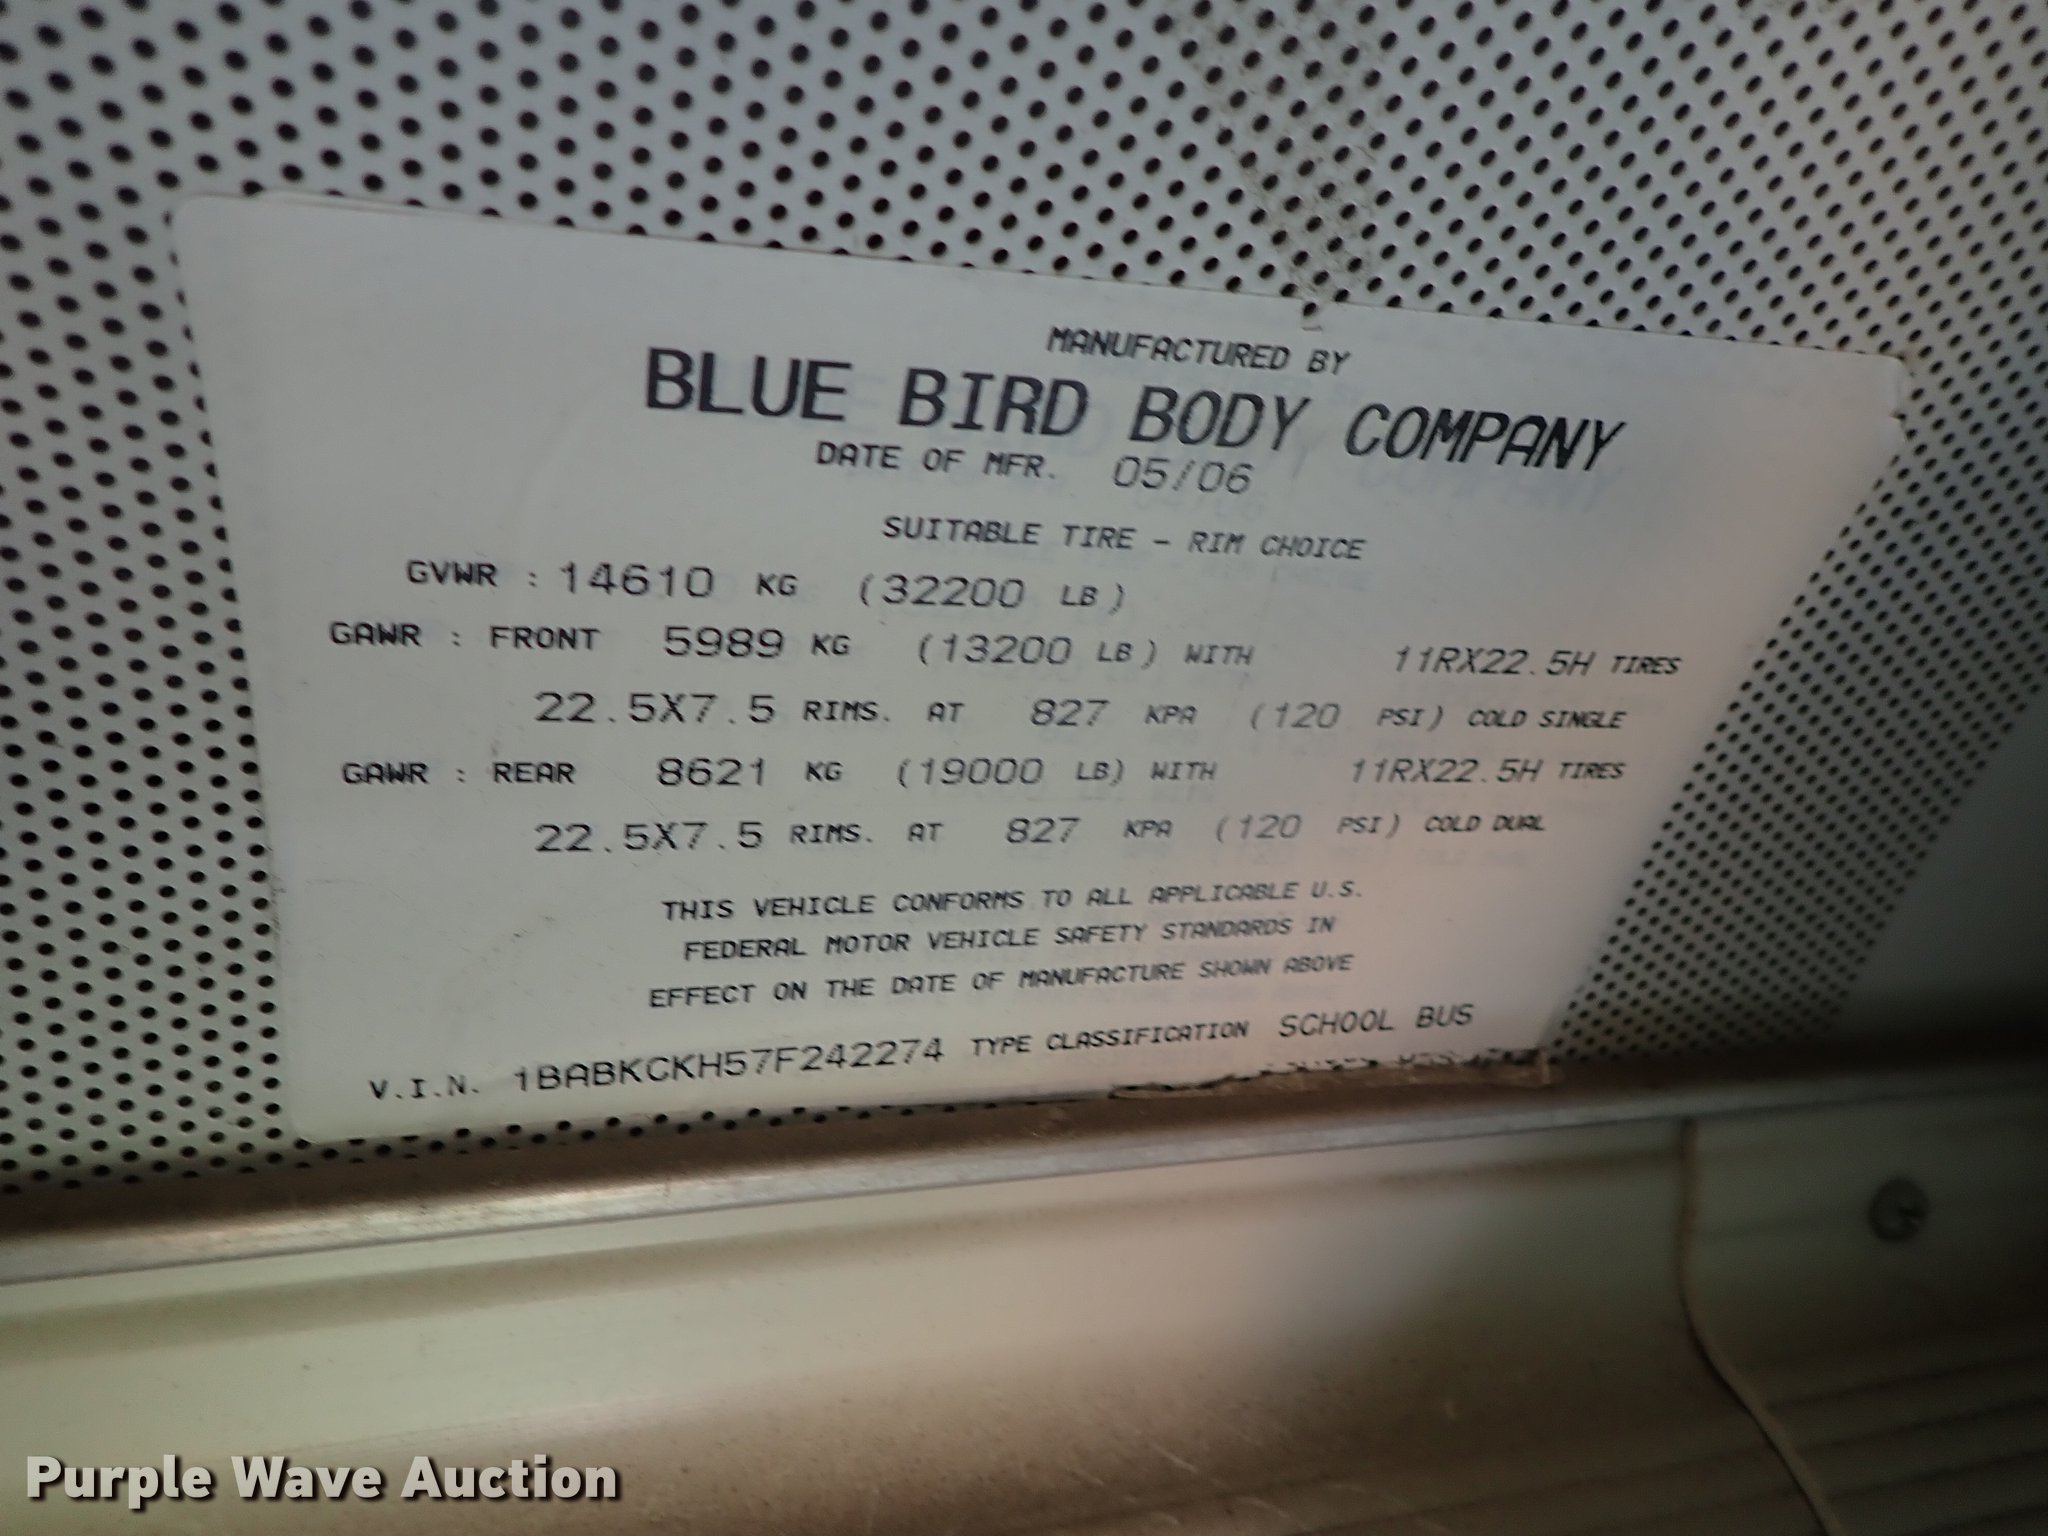 MANUFACTURED BY
BLUE BIRD BODY COMPANY
DATE OF MFR. 05/06
SUITABLE TIRE - RIM CHOICE
GVWR : 14610 KG (32200 LB)
GAWR : FRONT 5989 KG (13200 LB) WITH 11RX22.5H TIRES
22.5X7.5 RIMS. AT 827 KPA (120 PSI) COLD SINGLE
GAWR : REAR 8621 KG (19000 LB) WITH 11RX22.5H TIRES
22.5X7.5 RIMS. AT 827 KPA (120 PSI) COLD DUAL
THIS VEHICLE CONFORMS TO ALL APPLICABLE U.S.
FEDERAL MOTOR VEHICLE SAFETY STANDARDS IN
EFFECT ON THE DATE OF MANUFACTURE SHOWN ABOVE
V.I.N. 1BABKCKH57F242274 TYPE CLASSIFICATION SCHOOL BUS
Purple Wave Auction